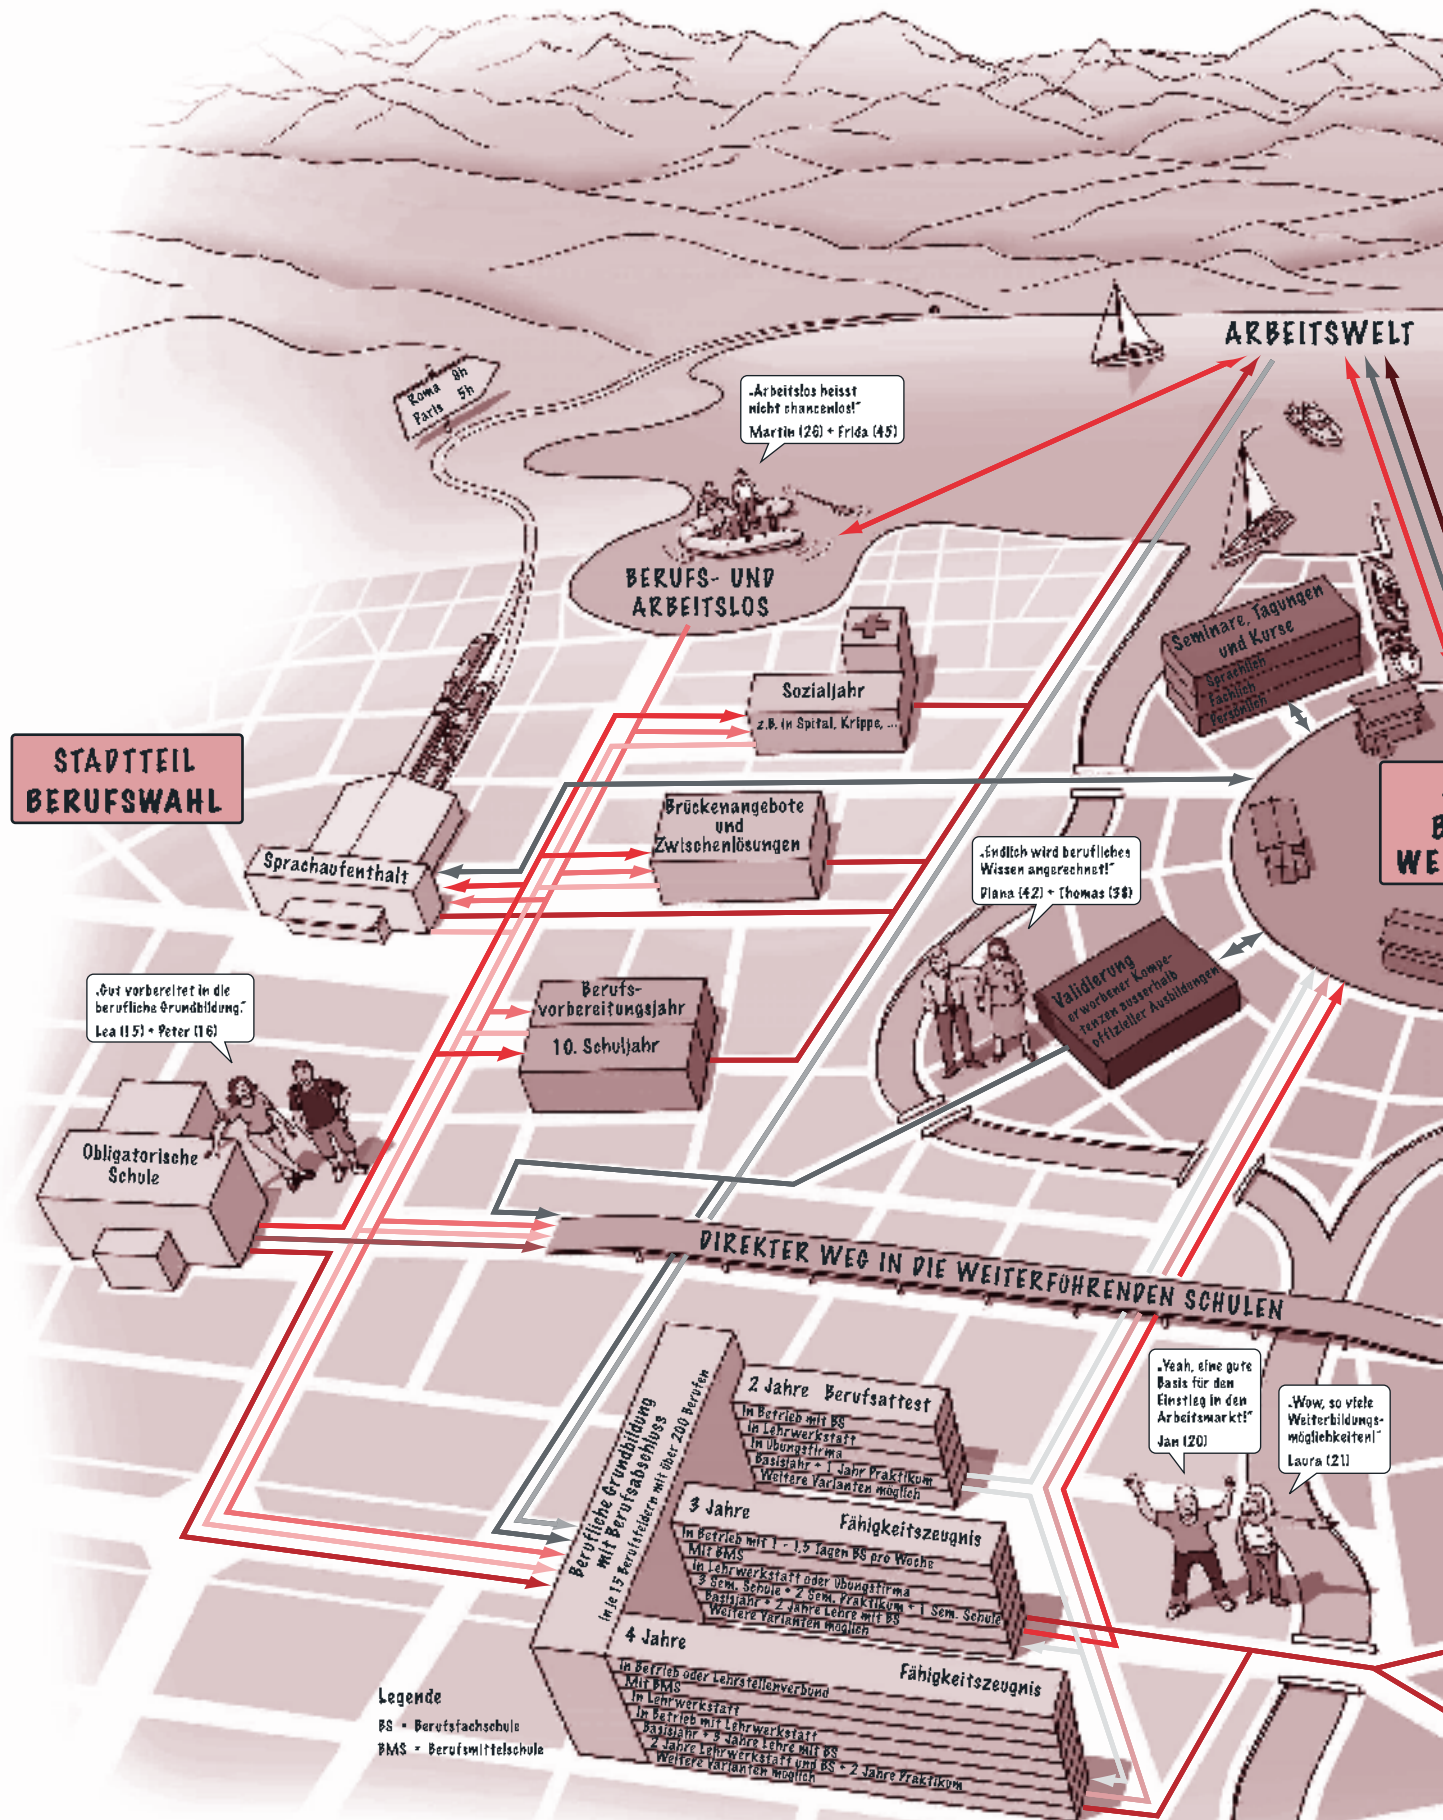 ARBEITSWELT
Roma 9h
Paris 5h
„Arbeitslos heisst
nicht chancenlos!“
Martin (26) + Frida (45)
BERUFS- UND
ARBEITSLOS
Seminare, Tagungen
und Kurse
Sprachlich
Fachlich
Persönlich
Sozialjahr
z.B. in Spital, Krippe, ...
STADTTEIL
BERUFSWAHL
Brückenangebote
und
Zwischenlösungen
Sprachaufenthalt
„Endlich wird berufliches
Wissen angerechnet!“
Diana (42) + Thomas (38)
B
WE
Validierung
erworbener Kompe-
tenzen ausserhalb
offizieller Ausbildungen
„Gut vorbereitet in die
berufliche Grundbildung.“
Lea (15) + Peter (16)
Berufs-
vorbereitungsjahr
10. Schuljahr
Obligatorische
Schule
DIREKTER WEG IN DIE WEITERFÜHRENDEN SCHULEN
Berufliche Grundbildung
mit Berufsabschluss
In je 15 Berufsfeldern mit über 200 Berufen
2 Jahre Berufsattest
In Betrieb mit BS
In Lehrwerkstatt
In Übungsfirma
Basisjahr + 1 Jahr Praktikum
Weitere Varianten möglich
3 Jahre Fähigkeitszeugnis
In Betrieb mit 1 - 1,5 Tagen BS pro Woche
Mit BMS
In Lehrwerkstatt oder Übungsfirma
3 Sem. Schule + 2 Sem. Praktikum + 1 Sem. Schule
Basisjahr + 2 Jahre Lehre mit BS
Weitere Varianten möglich
4 Jahre Fähigkeitszeugnis
In Betrieb oder Lehrstellenverbund
Mit BMS
In Lehrwerkstatt
In Betrieb mit Lehrwerkstatt
Basisjahr + 3 Jahre Lehre mit BS
2 Jahre Lehrwerkstatt und BS + 2 Jahre Praktikum
Weitere Varianten möglich
„Yeah, eine gute
Basis für den
Einstieg in den
Arbeitsmarkt!“
Jan (20)
„Wow, so viele
Weiterbildungs-
möglichkeiten!“
Laura (21)
Legende
BS = Berufsfachschule
BMS = Berufsmittelschule